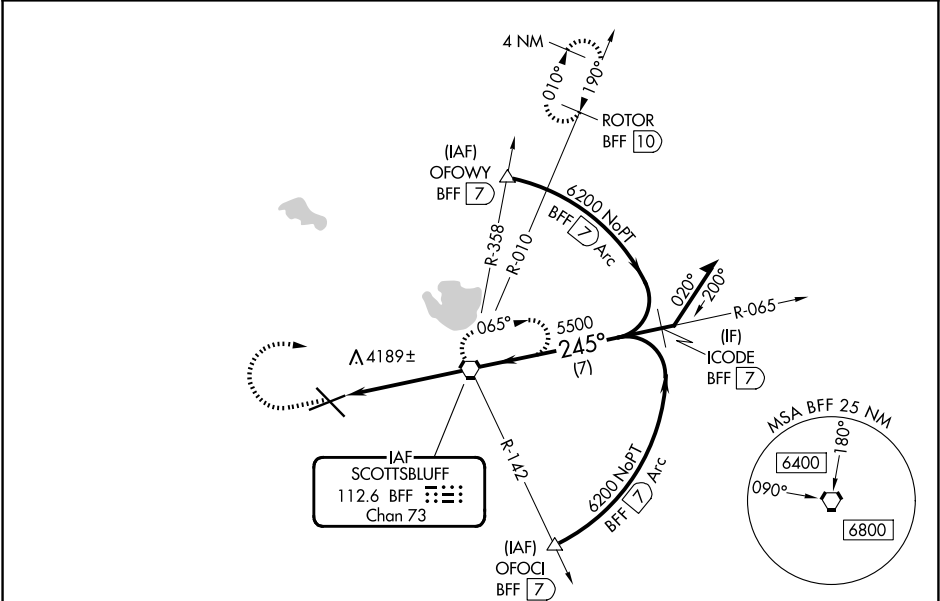 4 NM
010°
190°
ROTOR
BFF 10
(IAF)
OFOWY
BFF 7
6200 NoPT
BFF 7 Arc
R-358
R-010
020°
200°
R-065
065°
5500
245°
(7)
(IF)
ICODE
BFF 7
4189±
IAF
SCOTTSBLUFF
112.6 BFF
Chan 73
R-142
6200 NoPT
BFF 7 Arc
(IAF)
OFOCI
BFF 7
MSA BFF 25 NM
180°
6400
090°
6800